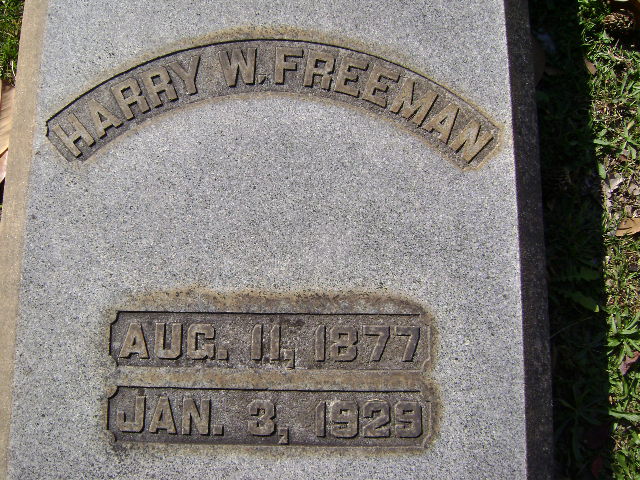 HARRY W. FREEMAN
AUG. 11, 1877
JAN. 3, 1929